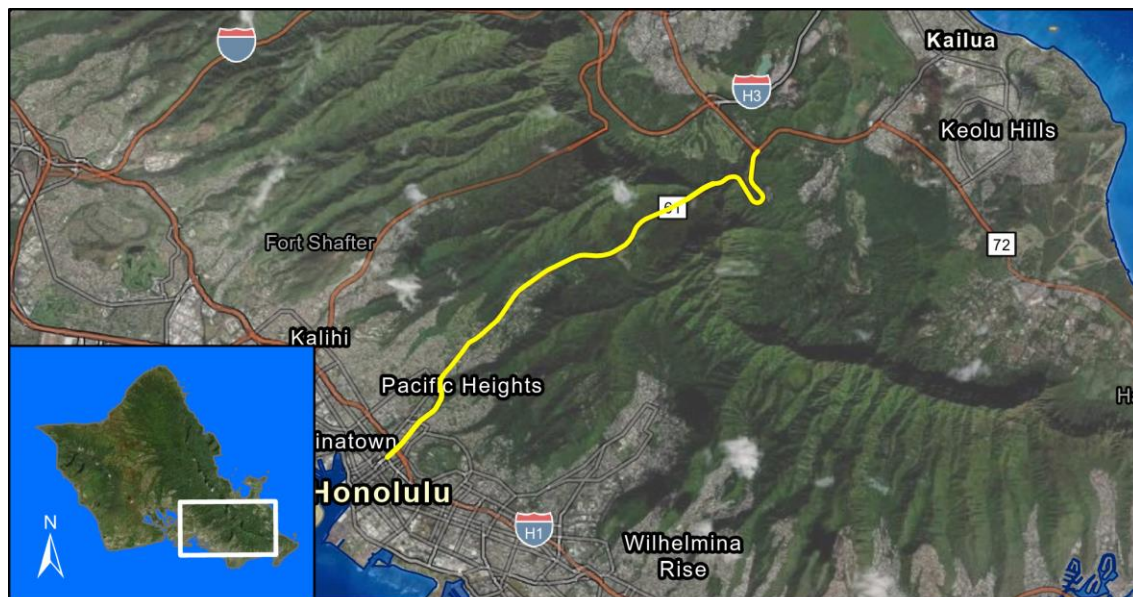 Kailua
H3
Keolu Hills
61
Fort Shafter
72
Kalihi
Pacific Heights
inatown
Honolulu
H1
Wilhelmina
Rise
N